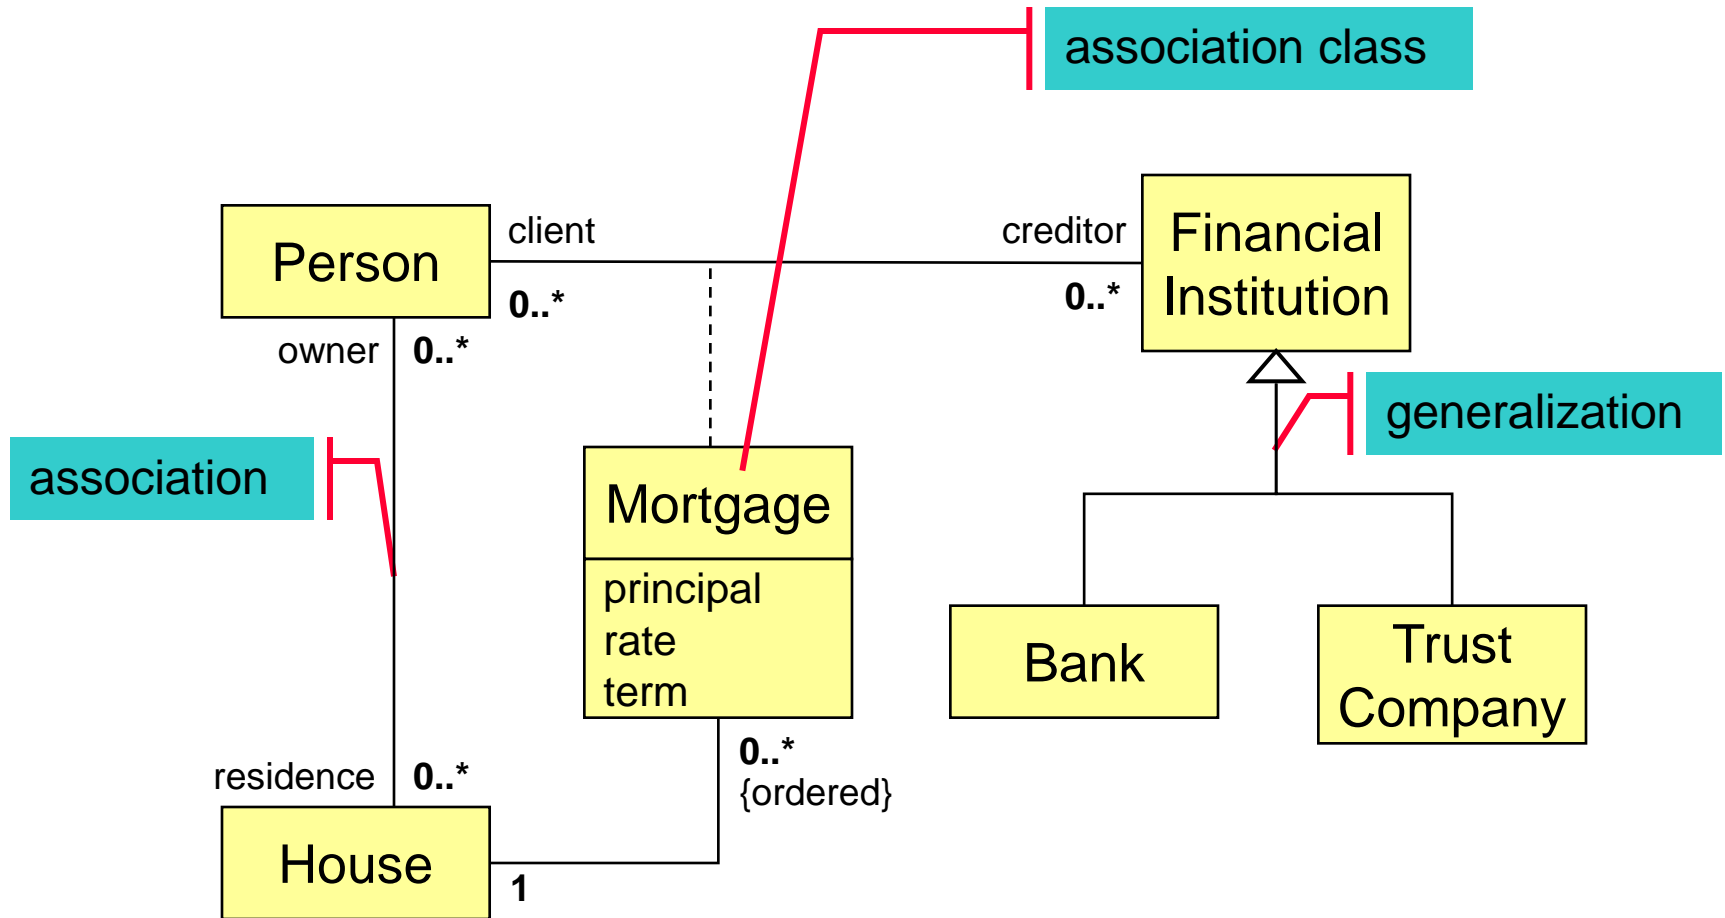 association class
Person
client
creditor
Financial
Institution
0..*
0..*
owner
0..*
generalization
association
Mortgage
principal
rate
term
Bank
Trust
Company
residence
0..*
0..*
{ordered}
House
1